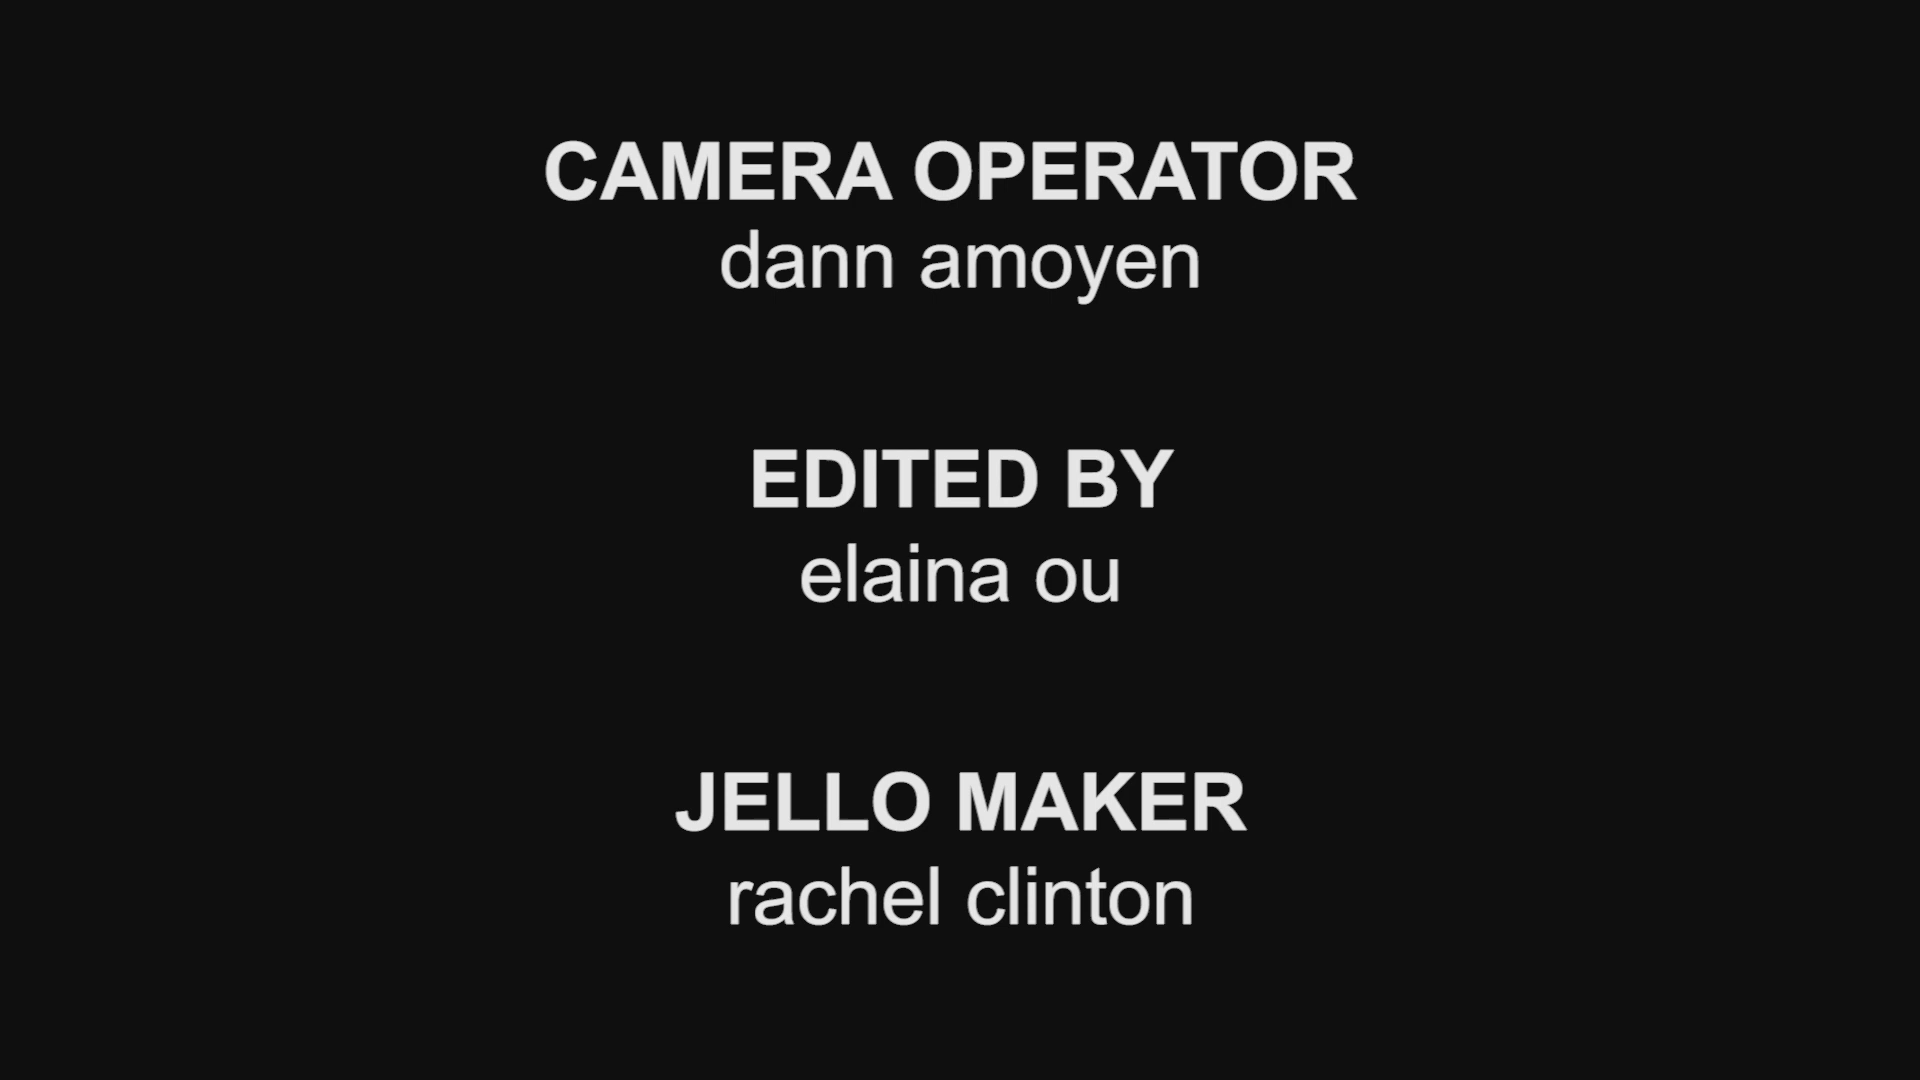 CAMERA OPERATOR
dann amoyen
EDITED BY
elaina ou
JELLO MAKER
rachel clinton